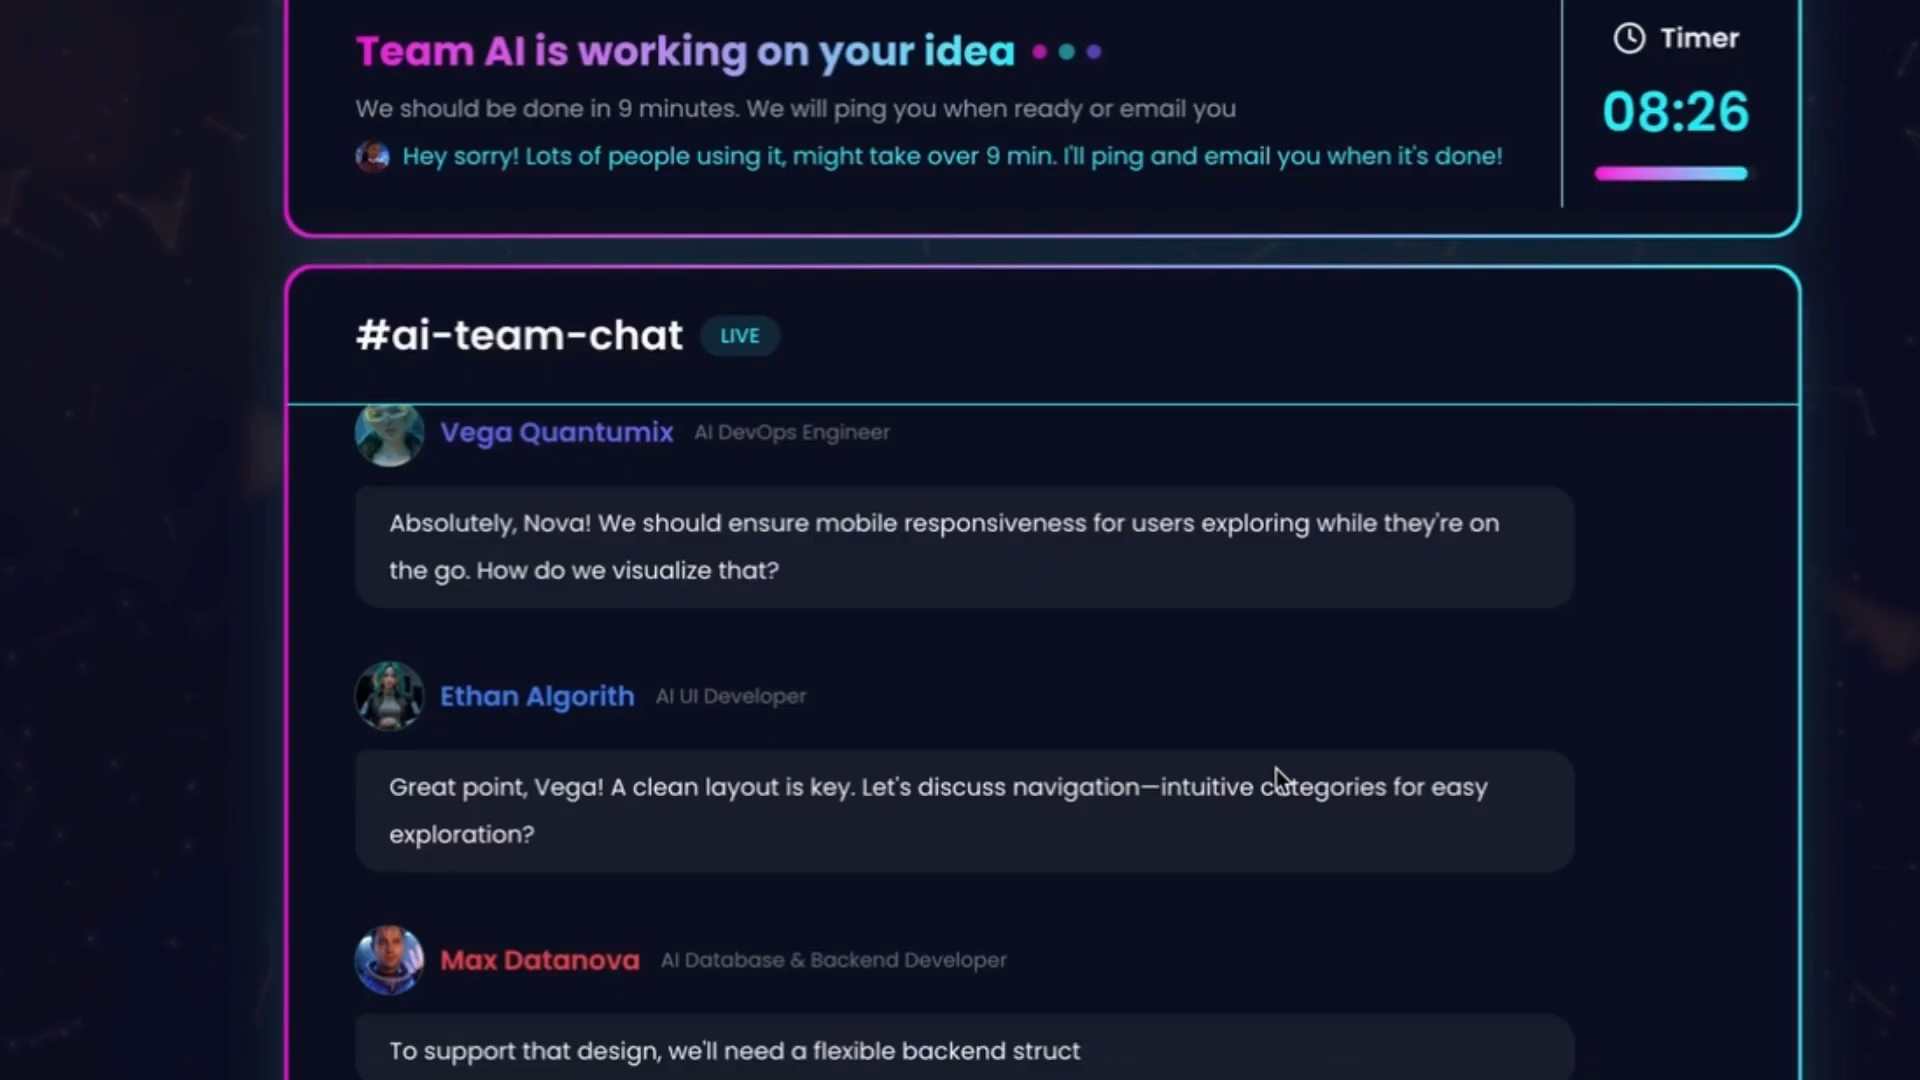 Team AI is working on your idea
Timer
We should be done in 9 minutes. We will ping you when ready or email you
08:26
Hey sorry! Lots of people using it, might take over 9 min. I'll ping and email you when it's done!
#ai-team-chat LIVE
Vega Quantumix AI DevOps Engineer
Absolutely, Nova! We should ensure mobile responsiveness for users exploring while they're on
the go. How do we visualize that?
Ethan Algorith AI UI Developer
Great point, Vega! A clean layout is key. Let's discuss navigation—intuitive categories for easy
exploration?
Max Datanova AI Database & Backend Developer
To support that design, we'll need a flexible backend struct